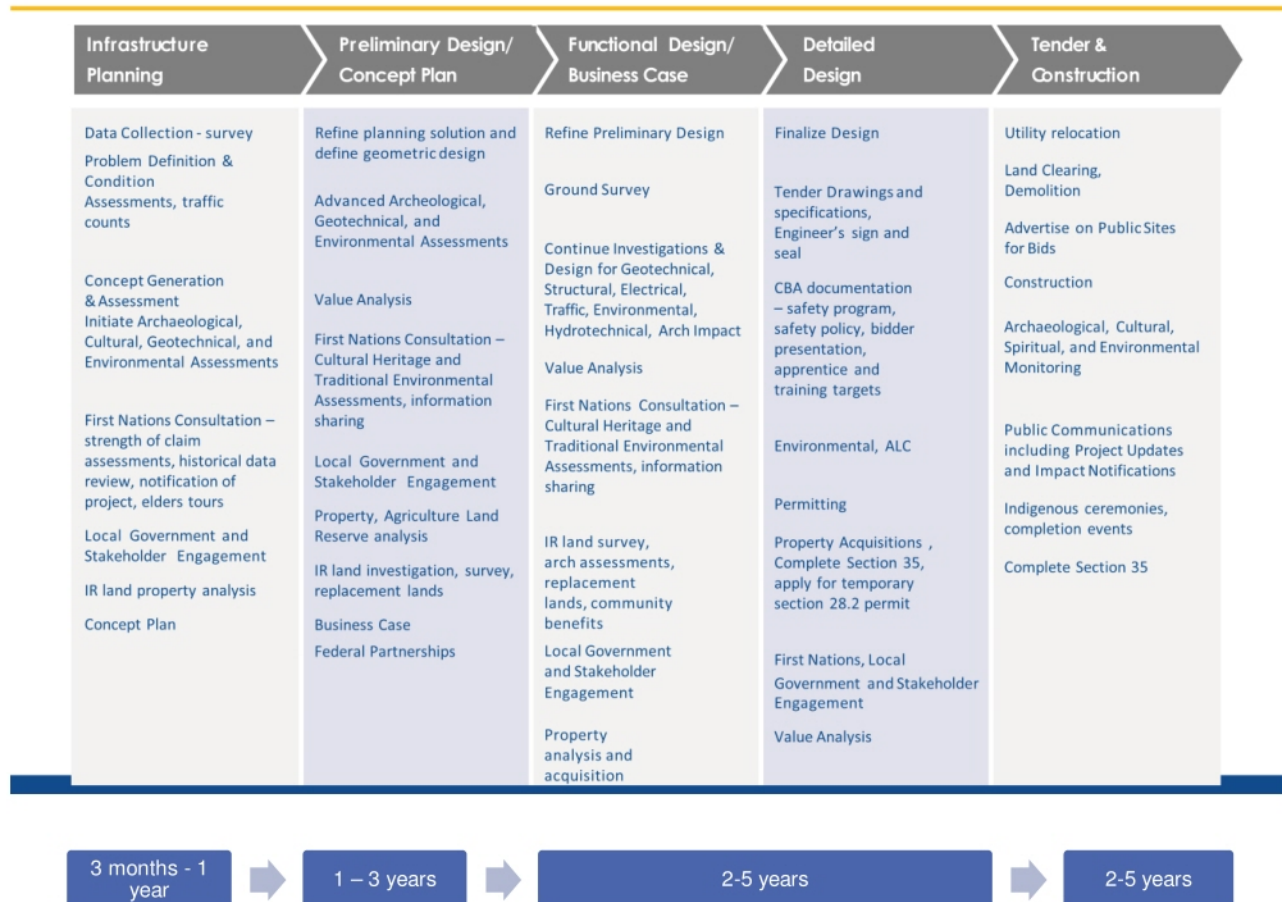 Infrastructure
Planning
Preliminary Design/
Concept Plan
Functional Design/
Business Case
Detailed
Design
Tender &
Construction
Data Collection - survey
Problem Definition &
Condition
Assessments, traffic
counts
Concept Generation
& Assessment
Initiate Archaeological,
Cultural, Geotechnical, and
Environmental Assessments
First Nations Consultation –
strength of claim
assessments, historical data
review, notification of
project, elders tours
Local Government and
Stakeholder Engagement
IR land property analysis
Concept Plan
Refine planning solution and
define geometric design
Advanced Archeological,
Geotechnical, and
Environmental Assessments
Value Analysis
First Nations Consultation –
Cultural Heritage and
Traditional Environmental
Assessments, information
sharing
Local Government and
Stakeholder Engagement
Property, Agriculture Land
Reserve analysis
IR land investigation, survey,
replacement lands
Business Case
Federal Partnerships
Refine Preliminary Design
Ground Survey
Continue Investigations &
Design for Geotechnical,
Structural, Electrical,
Traffic, Environmental,
Hydrotechnical, Arch Impact
Value Analysis
First Nations Consultation –
Cultural Heritage and
Traditional Environmental
Assessments, information
sharing
IR land survey,
arch assessments,
replacement
lands, community
benefits
Local Government
and Stakeholder
Engagement
Property
analysis and
acquisition
Finalize Design
Tender Drawings and
specifications,
Engineer's sign and
seal
CBA documentation
– safety program,
safety policy, bidder
presentation,
apprentice and
training targets
Environmental, ALC
Permitting
Property Acquisitions ,
Complete Section 35,
apply for temporary
section 28.2 permit
First Nations, Local
Government and Stakeholder
Engagement
Value Analysis
Utility relocation
Land Clearing,
Demolition
Advertise on Public Sites
for Bids
Construction
Archaeological, Cultural,
Spiritual, and Environmental
Monitoring
Public Communications
including Project Updates
and Impact Notifications
Indigenous ceremonies,
completion events
Complete Section 35
3 months - 1
year
1 – 3 years
2-5 years
2-5 years